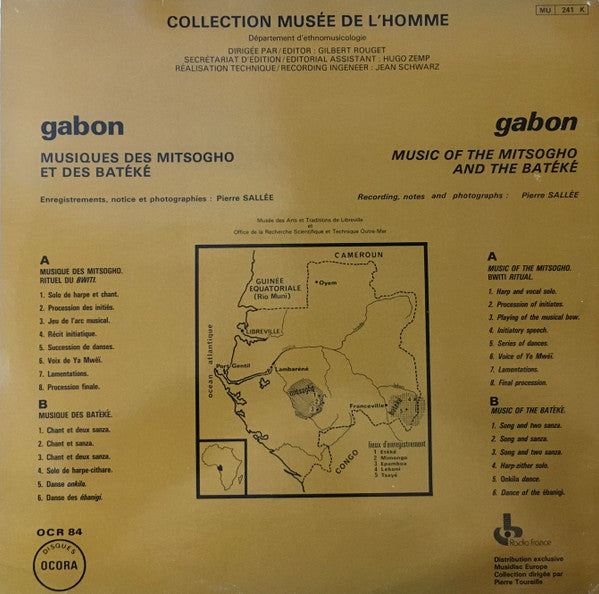 MU 241 K
COLLECTION MUSÉE DE L'HOMME
Département d'ethnomusicologie
DIRIGÉE PAR/EDITOR : GILBERT ROUGET
SECRÉTARIAT D'ÉDITION/EDITORIAL ASSISTANT : HUGO ZEMP
RÉALISATION TECHNIQUE/RECORDING INGENEER : JEAN SCHWARZ
gabon
MUSIQUES DES MITSOGHO
ET DES BATÉKÉ
Enregistrements, notice et photographies : Pierre SALLÉE
gabon
MUSIC OF THE MITSOGHO
AND THE BATÉKÉ
Recording, notes and photographs : Pierre SALLÉE
Musée des Arts et Traditions de Libreville
et
Office de la Recherche Scientifique et Technique Outre-Mer
A
MUSIQUE DES MITSOGHO.
RITUEL DU BWITI.
1. Solo de harpe et chant.
2. Procession des initiés.
3. Jeu de l'arc musical.
4. Récit initiatique.
5. Succession de danses.
6. Voix de Ya Mwéï.
7. Lamentations.
8. Procession finale.
B
MUSIQUE DES BATÉKÉ.
1. Chant et deux sanza.
2. Chant et sanza.
3. Chant et deux sanza.
4. Solo de harpe-cithare.
5. Danse onkila.
6. Danse des ébanigi.
CAMEROUN
GUINÉE
EQUATORIALE
(Rio Muni)
Oyem
LIBREVILLE
océan atlantique
Port Gentil
Lambaréné
mitsogho
Franceville
batéké
CONGO
lieux d'enregistrement
1 Etéké
2 Mimongo
3 Epamboa
4 Lekoni
5 Tsayé
A
MUSIC OF THE MITSOGHO.
BWITI RITUAL.
1. Harp and vocal solo.
2. Procession of initiates.
3. Playing of the musical bow.
4. Initiatory speech.
5. Series of dances.
6. Voice of Ya Mwéï.
7. Lamentations.
8. Final procession.
B
MUSIC OF THE BATÉKÉ.
1. Song and two sanza.
2. Song and sanza.
3. Song and two sanza.
4. Harp-zither solo.
5. Onkila dance.
6. Dance of the ébanigi.
OCR 84
DISQUES
OCORA
Radio France
Distribution exclusive
Musidisc Europe
Collection dirigée par
Pierre Toureille